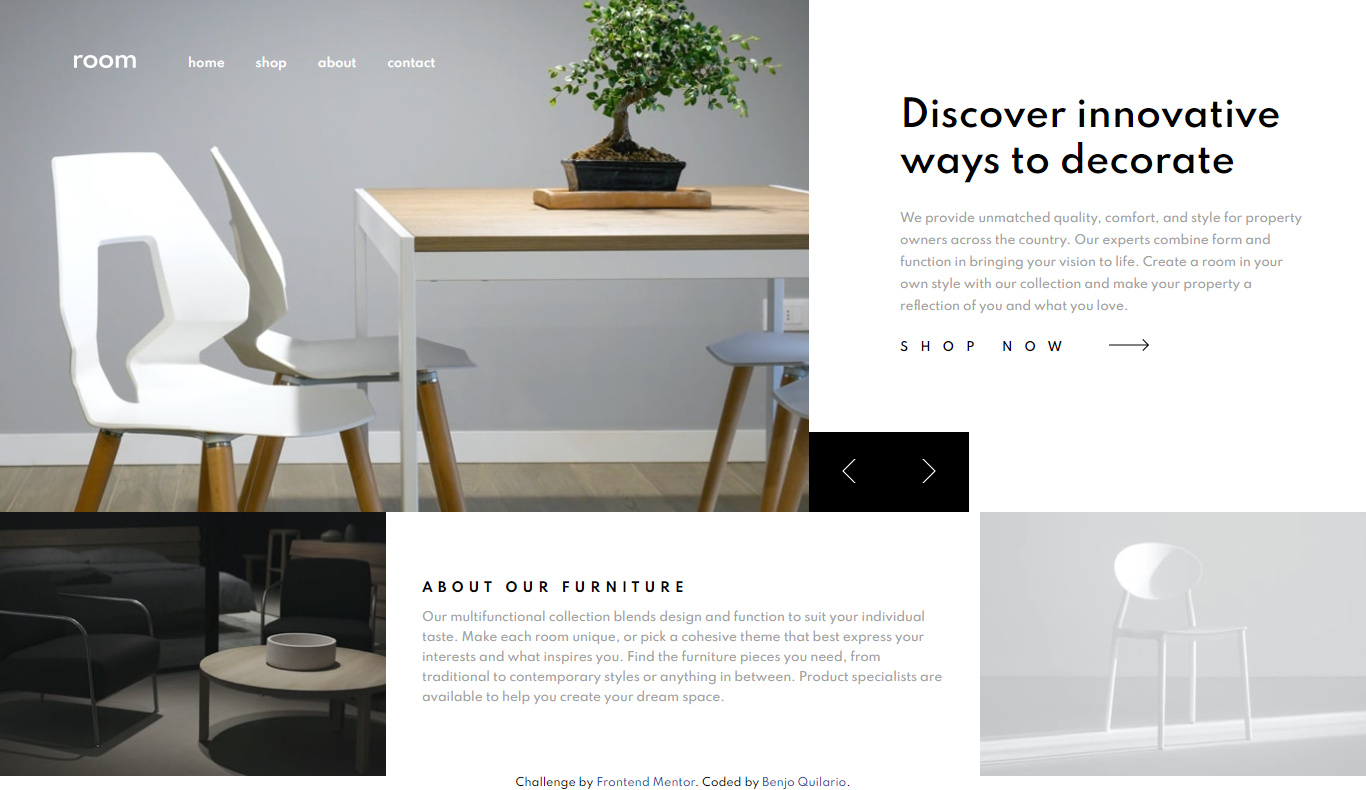 room home shop about contact
Discover innovative
ways to decorate
We provide unmatched quality, comfort, and style for property
owners across the country. Our experts combine form and
function in bringing your vision to life. Create a room in your
own style with our collection and make your property a
reflection of you and what you love.
SHOP NOW
ABOUT OUR FURNITURE
Our multifunctional collection blends design and function to suit your individual
taste. Make each room unique, or pick a cohesive theme that best express your
interests and what inspires you. Find the furniture pieces you need, from
traditional to contemporary styles or anything in between. Product specialists are
available to help you create your dream space.
Challenge by Frontend Mentor. Coded by Benjo Quilario.